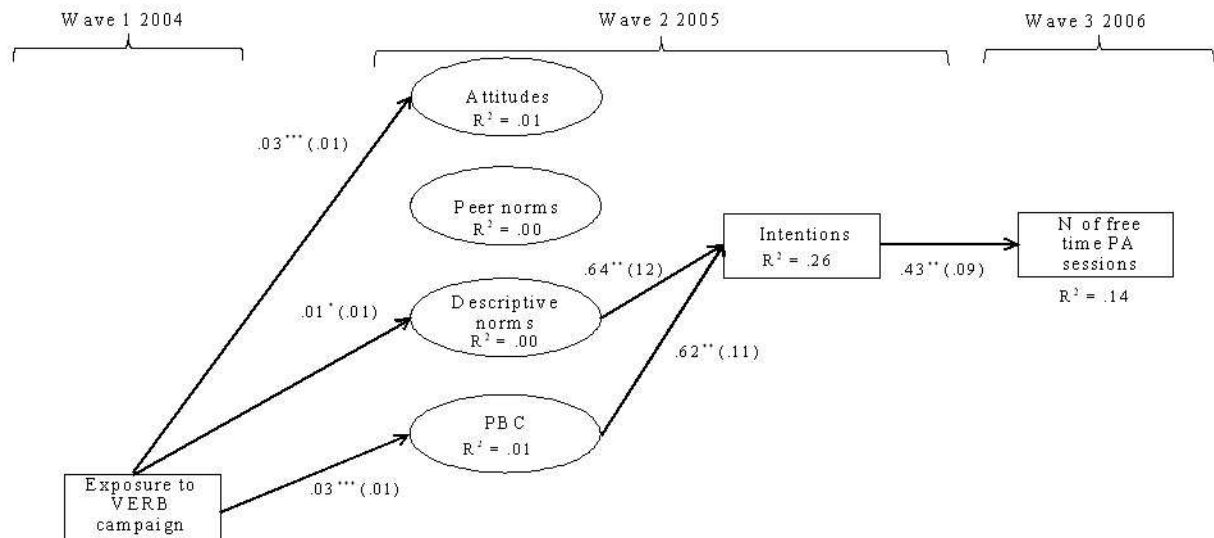 Wave 1 2004
Wave 2 2005
Wave 3 2006
Attitudes
R² = .01
.03***(.01)
Peer norms
R² = .00
Intentions
R² = .26
N of free
time PA
sessions
R² = .14
.43**(.09)
.64**(12)
.01*(.01)
Descriptive
norms
R² = .00
.62**(.11)
PBC
R² = .01
.03***(.01)
Exposure to
VERB
campaign